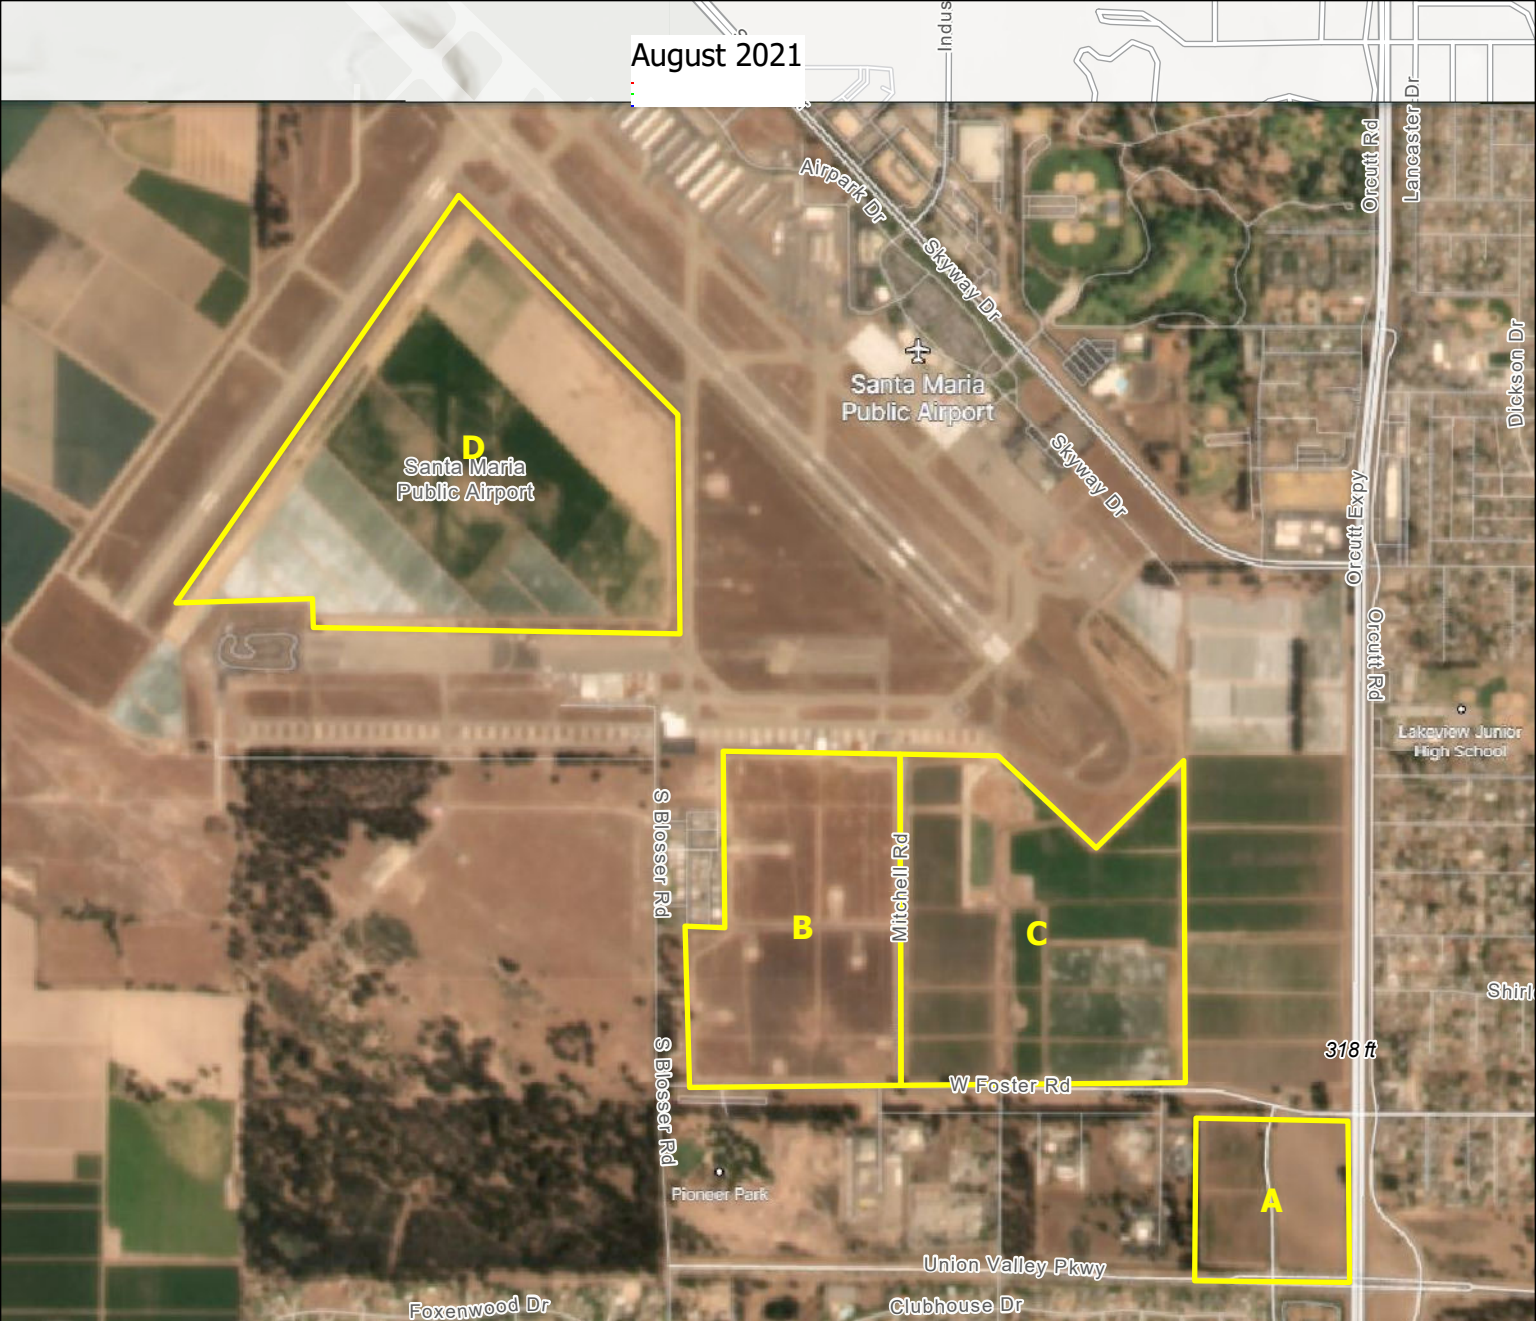 August 2021
Indus
Orcutt Rd
Lancaster Dr
Airpark Dr
Skyway Dr
Santa Maria
Public Airport
Dickson Dr
Skyway Dr
D
Santa Maria
Public Airport
Orcutt Expy
Orcutt Rd
Lakeview Junior
High School
S Blosser Rd
Mitchell Rd
B
C
Shirl
S Blosser Rd
318 ft
W Foster Rd
Pioneer Park
A
Union Valley Pkwy
Foxenwood Dr
Clubhouse Dr